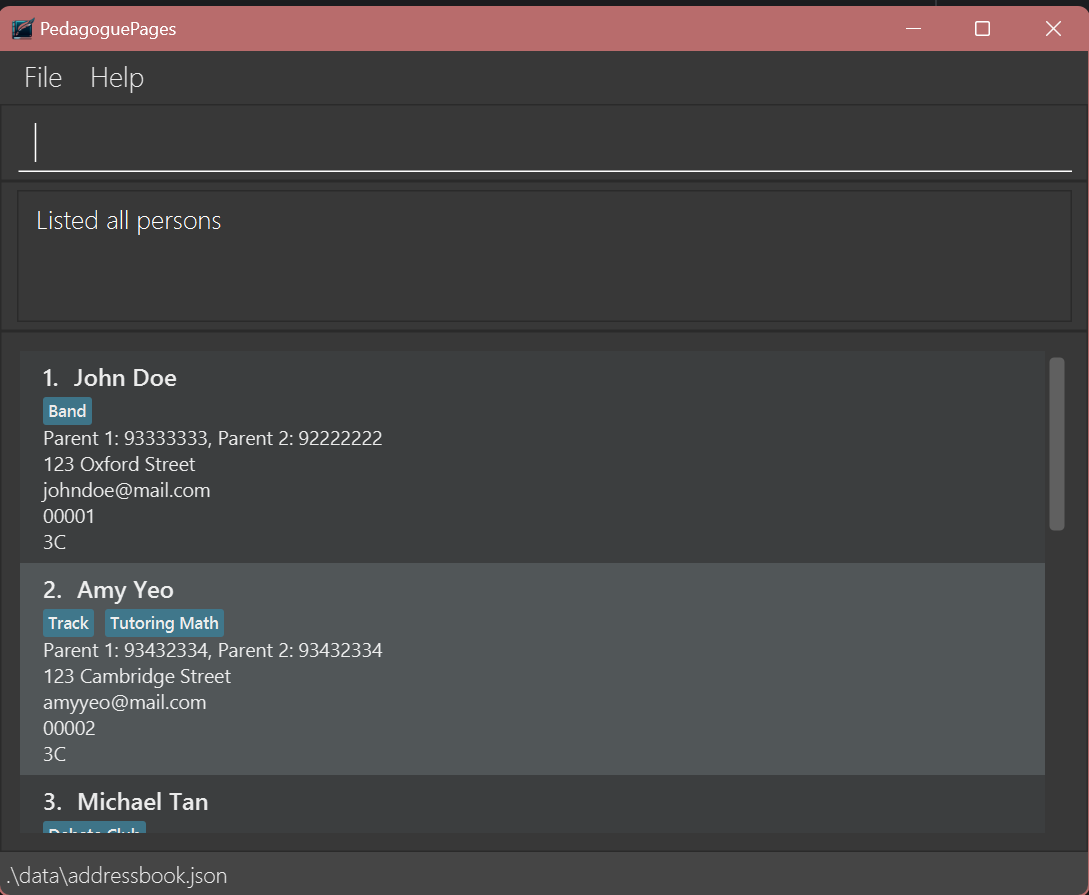 PedagoguePages
File Help
Listed all persons
1. John Doe
Band
Parent 1: 93333333, Parent 2: 92222222
123 Oxford Street
johndoe@mail.com
00001
3C
2. Amy Yeo
Track Tutoring Math
Parent 1: 93432334, Parent 2: 93432334
123 Cambridge Street
amyyeo@mail.com
00002
3C
3. Michael Tan
Debate Club
.\data\addressbook.json